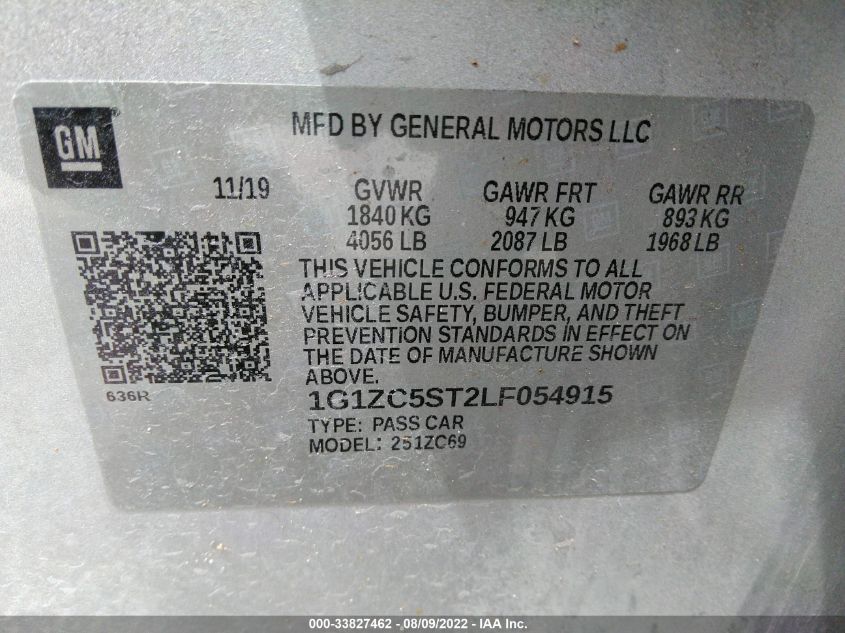 GM
MFD BY GENERAL MOTORS LLC
11/19 GVWR GAWR FRT GAWR RR
1840 KG 947 KG 893 KG
4056 LB 2087 LB 1968 LB
THIS VEHICLE CONFORMS TO ALL
APPLICABLE U.S. FEDERAL MOTOR
VEHICLE SAFETY, BUMPER, AND THEFT
PREVENTION STANDARDS IN EFFECT ON
THE DATE OF MANUFACTURE SHOWN
ABOVE.
636R
1G1ZC5ST2LF054915
TYPE: PASS CAR
MODEL: 251ZC69
000-33827462 - 08/09/2022 - IAA Inc.